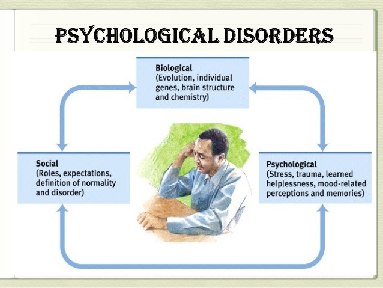 PSYCHOLOGICAL DISORDERS
Biological
(Evolution, individual
genes, brain structure
and chemistry)
Social
(Roles, expectations,
definition of normality
and disorder)
Psychological
(Stress, trauma, learned
helplessness, mood-related
perceptions and memories)